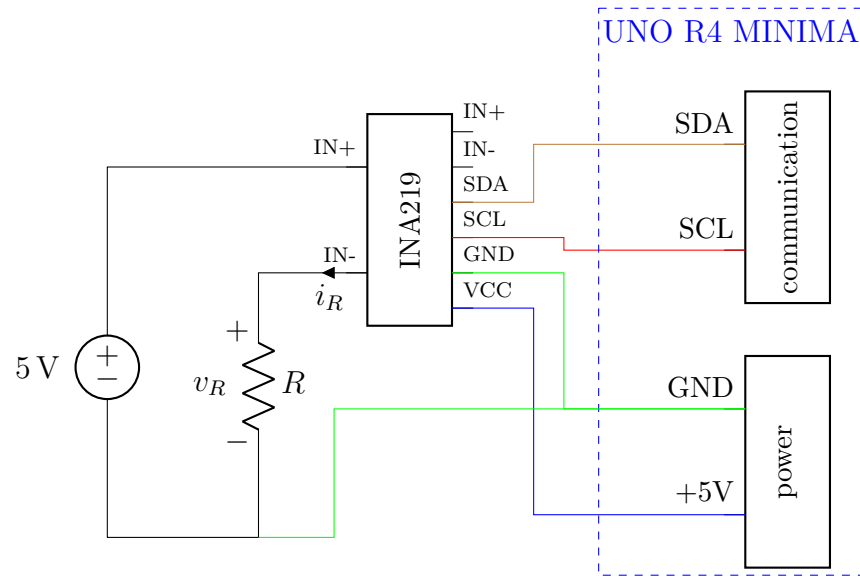 UNO R4 MINIMA
IN+
IN+
IN-
SDA
SCL
GND
VCC
IN-
INA219
SDA
SCL
communication
i_R
+
5 V
+
−
v_R
R
−
GND
+5V
power